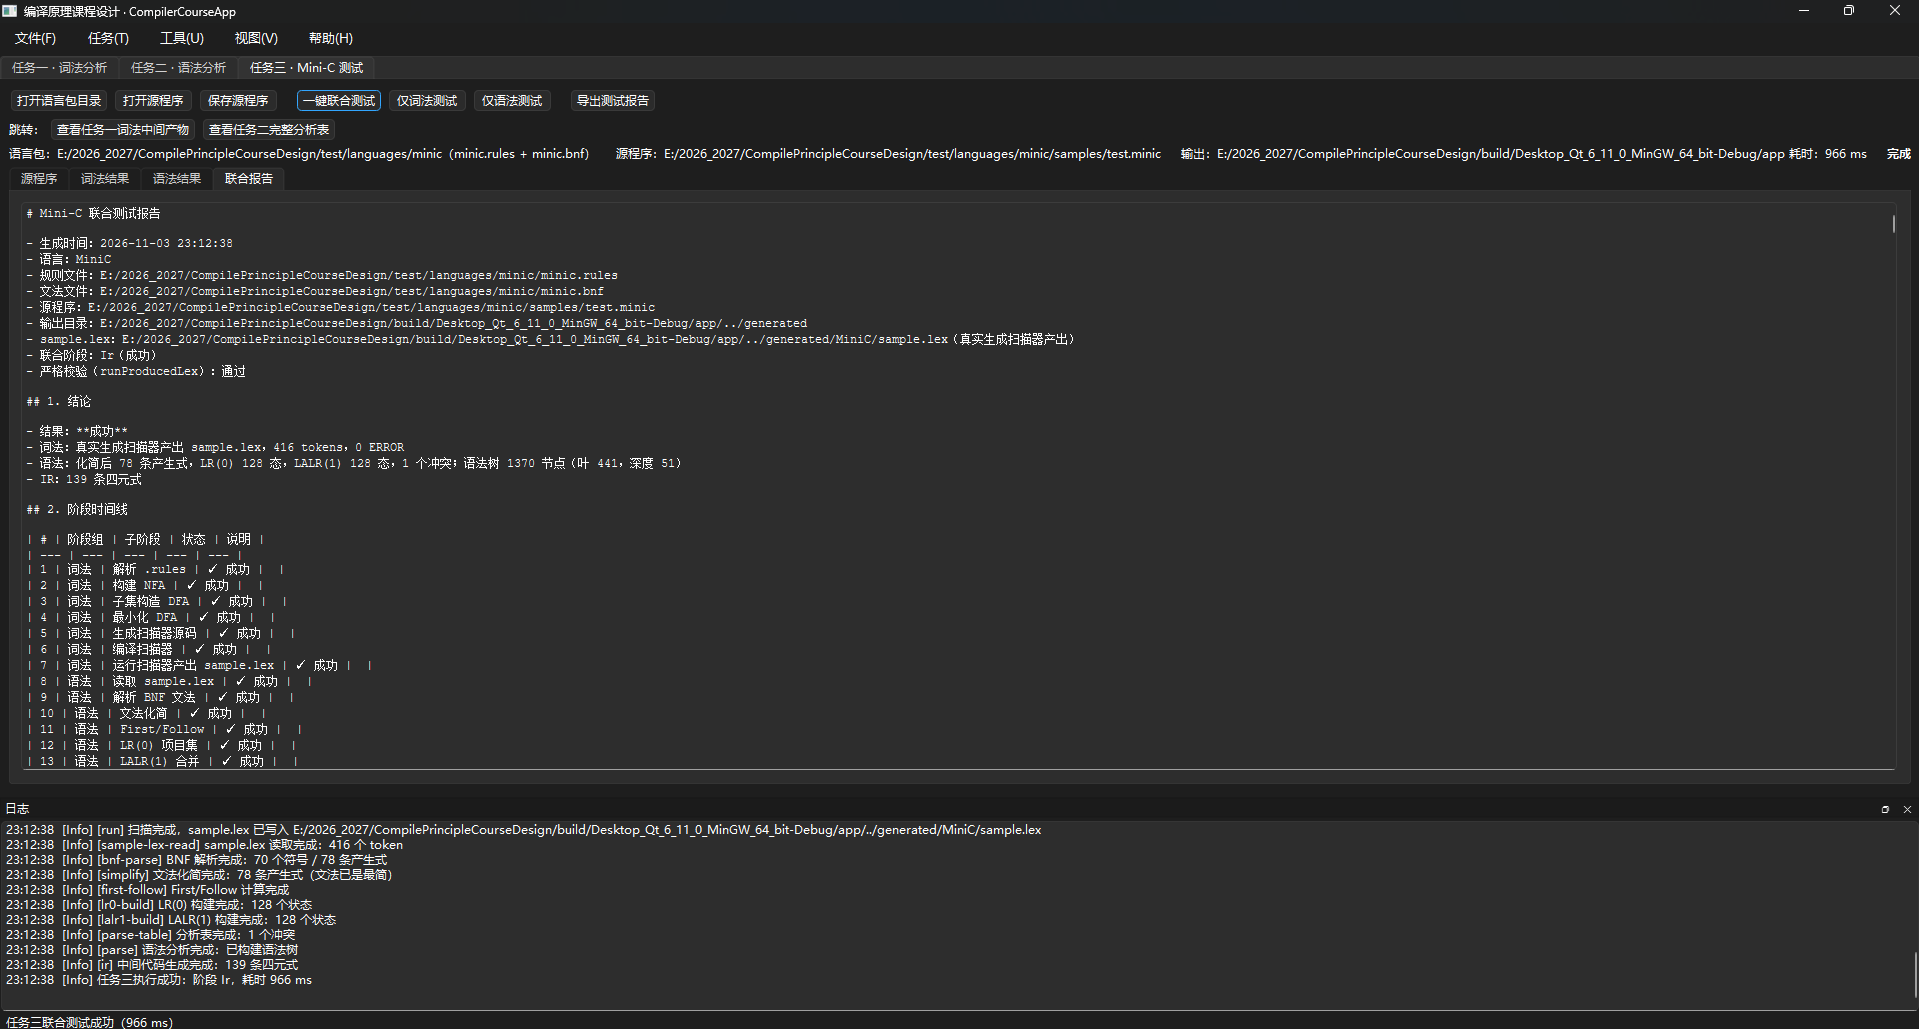 编译原理课程设计 · CompilerCourseApp
文件(F) 任务(T) 工具(U) 视图(V) 帮助(H)
任务一 · 词法分析 任务二 · 语法分析 任务三 · Mini-C 测试
打开语言包目录 打开源程序 保存源程序 一键联合测试 仅词法测试 仅语法测试 导出测试报告
跳转： 查看任务一词法中间产物 查看任务二完整分析表
语言包：E:/2026_2027/CompilePrincipleCourseDesign/test/languages/minic（minic.rules + minic.bnf） 源程序：E:/2026_2027/CompilePrincipleCourseDesign/test/languages/minic/samples/test.minic 输出：E:/2026_2027/CompilePrincipleCourseDesign/build/Desktop_Qt_6_11_0_MinGW_64_bit-Debug/app 耗时：966 ms 完成
源程序 词法结果 语法结果 联合报告
# Mini-C 联合测试报告
- 生成时间：2026-11-03 23:12:38
- 语言：MiniC
- 规则文件：E:/2026_2027/CompilePrincipleCourseDesign/test/languages/minic/minic.rules
- 文法文件：E:/2026_2027/CompilePrincipleCourseDesign/test/languages/minic/minic.bnf
- 源程序：E:/2026_2027/CompilePrincipleCourseDesign/test/languages/minic/samples/test.minic
- 输出目录：E:/2026_2027/CompilePrincipleCourseDesign/build/Desktop_Qt_6_11_0_MinGW_64_bit-Debug/app/../generated
- sample.lex：E:/2026_2027/CompilePrincipleCourseDesign/build/Desktop_Qt_6_11_0_MinGW_64_bit-Debug/app/../generated/MiniC/sample.lex（真实生成扫描器产出）
- 联合阶段：Ir（成功）
- 严格校验（runProducedLex）：通过
## 1. 结论
- 结果：**成功**
- 词法：真实生成扫描器产出 sample.lex，416 tokens，0 ERROR
- 语法：化简后 78 条产生式，LR(0) 128 态，LALR(1) 128 态，1 个冲突；语法树 1370 节点（叶 441，深度 51）
- IR：139 条四元式
## 2. 阶段时间线
| # | 阶段组 | 子阶段 | 状态 | 说明 |
| --- | --- | --- | --- | --- |
| 1 | 词法 | 解析 .rules | ✓ 成功 |  |
| 2 | 词法 | 构建 NFA | ✓ 成功 |  |
| 3 | 词法 | 子集构造 DFA | ✓ 成功 |  |
| 4 | 词法 | 最小化 DFA | ✓ 成功 |  |
| 5 | 词法 | 生成扫描器源码 | ✓ 成功 |  |
| 6 | 词法 | 编译扫描器 | ✓ 成功 |  |
| 7 | 词法 | 运行扫描器产出 sample.lex | ✓ 成功 |  |
| 8 | 语法 | 读取 sample.lex | ✓ 成功 |  |
| 9 | 语法 | 解析 BNF 文法 | ✓ 成功 |  |
| 10 | 语法 | 文法化简 | ✓ 成功 |  |
| 11 | 语法 | First/Follow | ✓ 成功 |  |
| 12 | 语法 | LR(0) 项目集 | ✓ 成功 |  |
| 13 | 语法 | LALR(1) 合并 | ✓ 成功 |  |
日志
23:12:38 [Info] [run] 扫描完成，sample.lex 已写入 E:/2026_2027/CompilePrincipleCourseDesign/build/Desktop_Qt_6_11_0_MinGW_64_bit-Debug/app/../generated/MiniC/sample.lex
23:12:38 [Info] [sample-lex-read] sample.lex 读取完成：416 个 token
23:12:38 [Info] [bnf-parse] BNF 解析完成：70 个符号 / 78 条产生式
23:12:38 [Info] [simplify] 文法化简完成：78 条产生式（文法已是最简）
23:12:38 [Info] [first-follow] First/Follow 计算完成
23:12:38 [Info] [lr0-build] LR(0) 构建完成：128 个状态
23:12:38 [Info] [lalr1-build] LALR(1) 构建完成：128 个状态
23:12:38 [Info] [parse-table] 分析表完成：1 个冲突
23:12:38 [Info] [parse] 语法分析完成：已构建语法树
23:12:38 [Info] [ir] 中间代码生成完成：139 条四元式
23:12:38 [Info] 任务三执行成功：阶段 Ir，耗时 966 ms
任务三联合测试成功（966 ms）